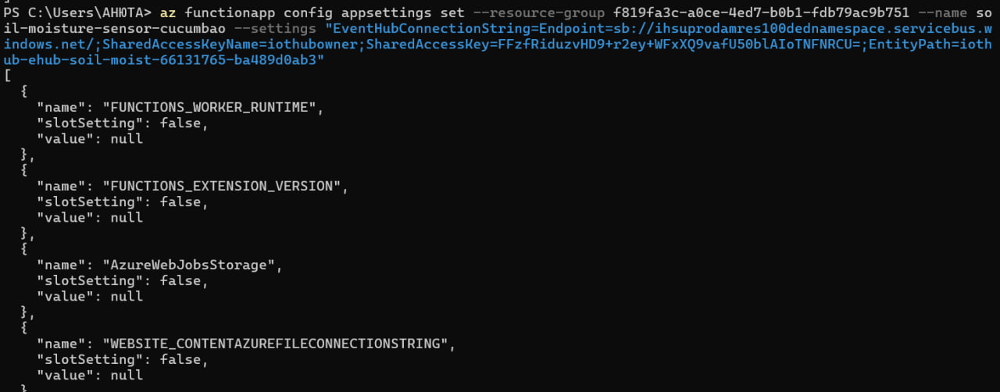 PS C:\Users\AHЮTA> az functionapp config appsettings set --resource-group f819fa3c-a0ce-4ed7-b0b1-fdb79ac9b751 --name so
il-moisture-sensor-cucumbao --settings "EventHubConnectionString=Endpoint=sb://ihsuprodamres100dednamespace.servicebus.w
indows.net/;SharedAccessKeyName=iothubowner;SharedAccessKey=FFzfRiduzvHD9+r2ey+WFxXQ9vafU50blAIoTNFNRCU=;EntityPath=ioth
ub-ehub-soil-moist-66131765-ba489d0ab3"
[
{
"name": "FUNCTIONS_WORKER_RUNTIME",
"slotSetting": false,
"value": null
},
{
"name": "FUNCTIONS_EXTENSION_VERSION",
"slotSetting": false,
"value": null
},
{
"name": "AzureWebJobsStorage",
"slotSetting": false,
"value": null
},
{
"name": "WEBSITE_CONTENTAZUREFILECONNECTIONSTRING",
"slotSetting": false,
"value": null